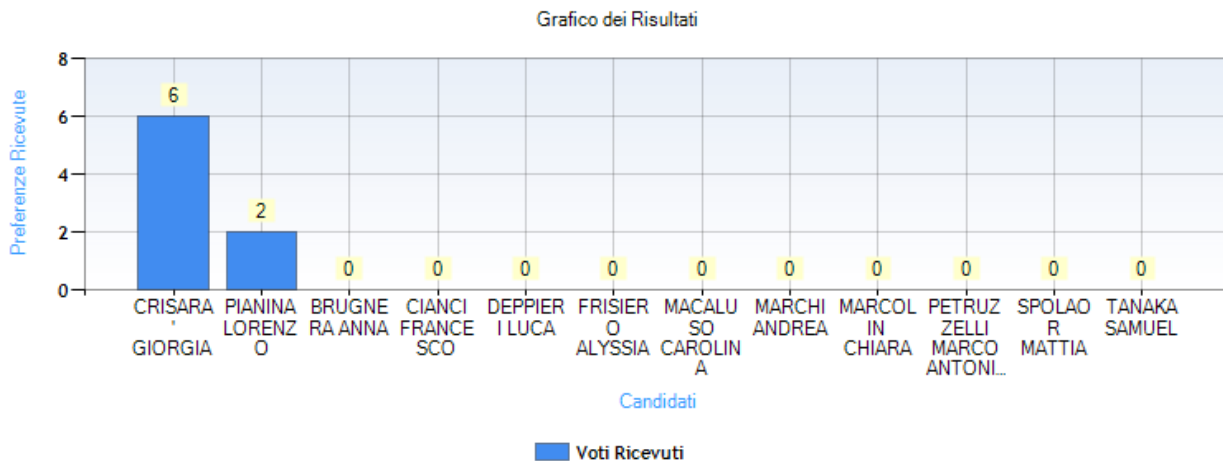 Grafico dei Risultati
Preferenze Ricevute
8
6
4
2
0
6
2
0
0
0
0
0
0
0
0
0
0
CRISARA
'
GIORGIA
PIANINA
LORENZ
O
BRUGNE
RA ANNA
CIANCI
FRANCE
SCO
DEPPIER
I LUCA
FRISIER
O
ALYSSIA
MACALU
SO
CAROLIN
A
MARCHI
ANDREA
MARCOL
IN
CHIARA
PETRUZ
ZELLI
MARCO
ANTONI...
SPOLAO
R
MATTIA
TANAKA
SAMUEL
Candidati
Voti Ricevuti